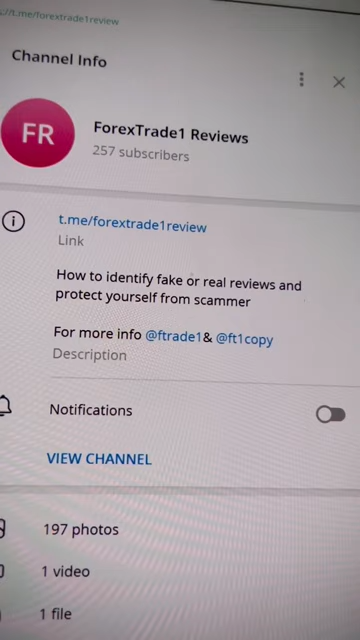 ://t.me/forextrade1review
Channel Info
FR
ForexTrade1 Reviews
257 subscribers
t.me/forextrade1review
Link
How to identify fake or real reviews and
protect yourself from scammer
For more info @ftrade1& @ft1copy
Description
Notifications
VIEW CHANNEL
197 photos
1 video
1 file